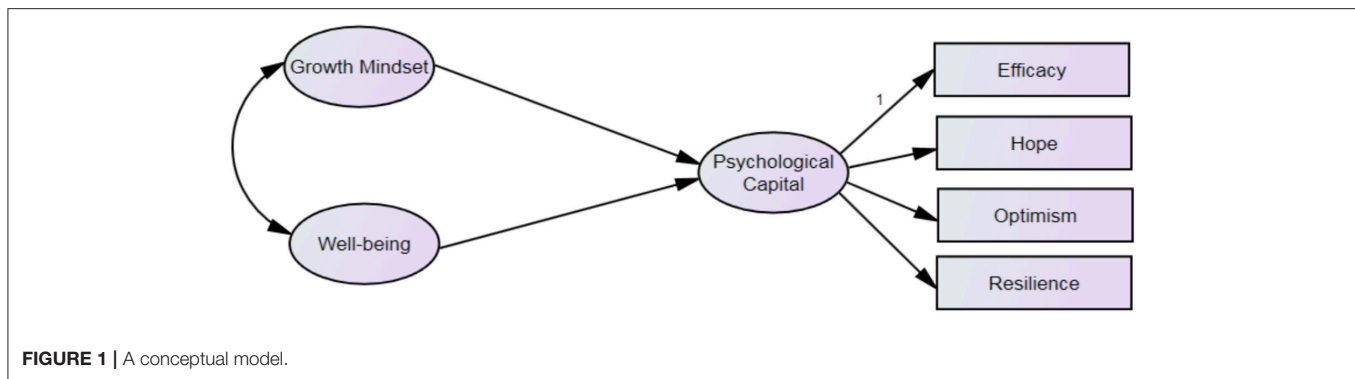 Growth Mindset
Well-being
Psychological
Capital
1
Efficacy
Hope
Optimism
Resilience
FIGURE 1 | A conceptual model.